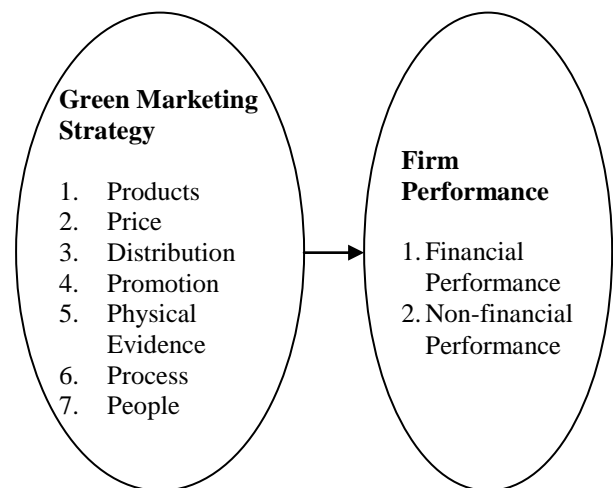 Green Marketing
Strategy
1. Products
2. Price
3. Distribution
4. Promotion
5. Physical
Evidence
6. Process
7. People
Firm
Performance
1. Financial
Performance
2. Non-financial
Performance